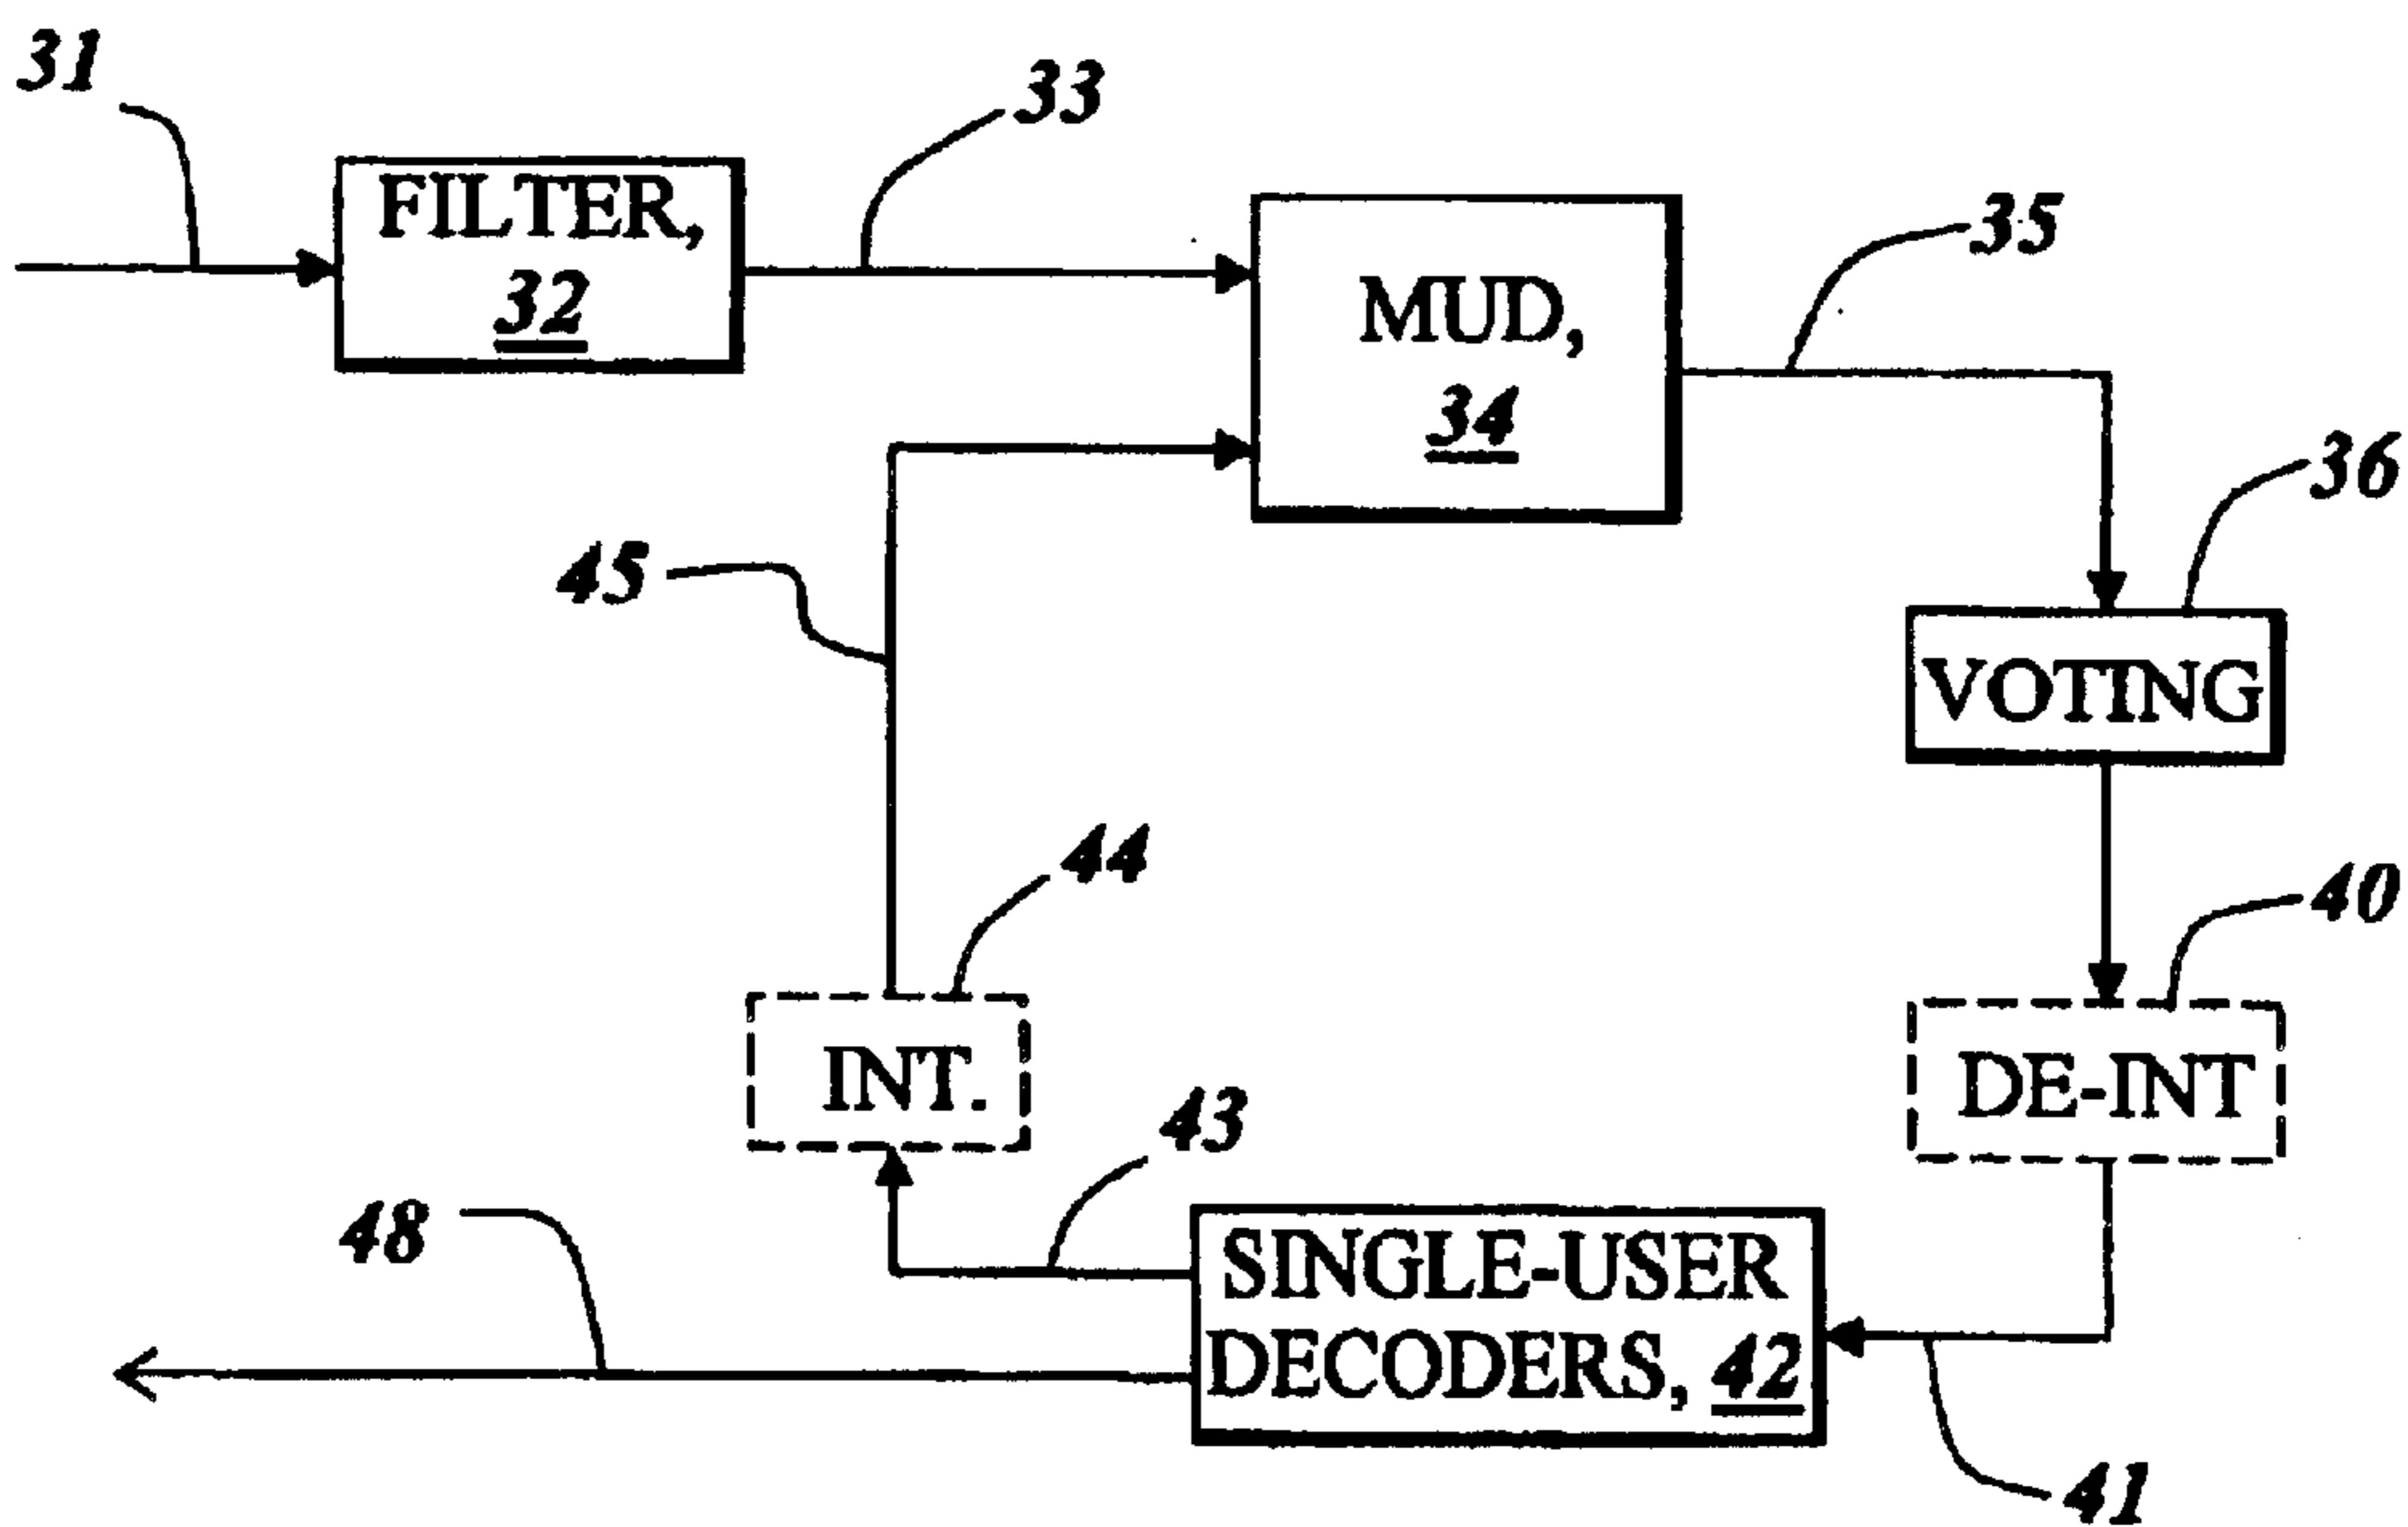 31
33
FILTER,
32
MUD,
34
35
36
45
VOTING
44
40
INT.
DE-INT
43
48
SINGLE-USER
DECODERS, 42
41